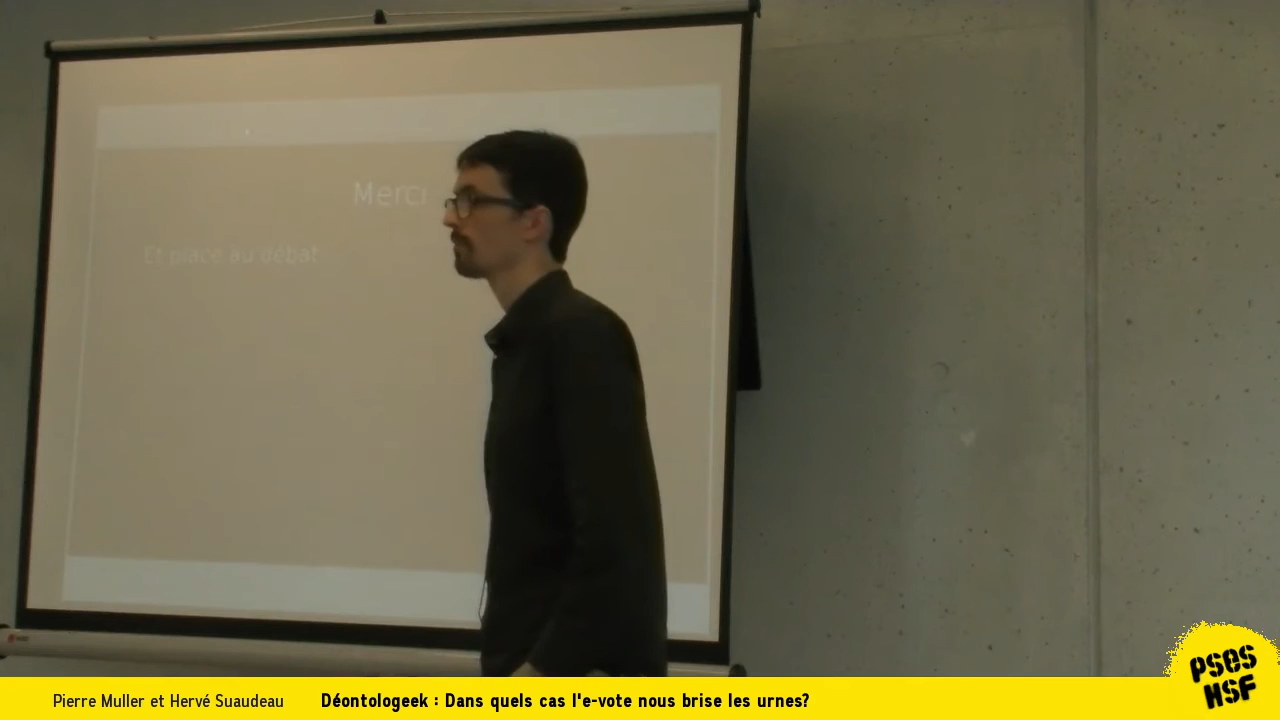 Merci
Et place au débat
PSES
HSF
Pierre Muller et Hervé Suaudeau
Déontologeek : Dans quels cas l'e-vote nous brise les urnes?